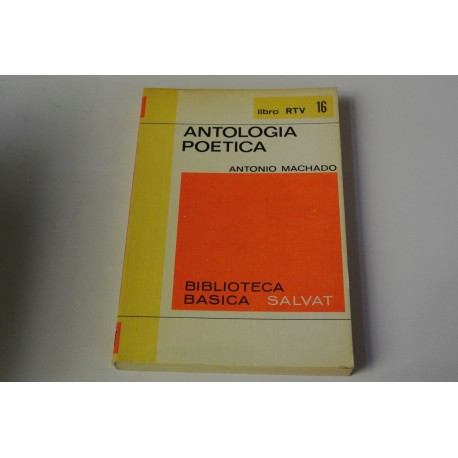 libro RTV 16
ANTOLOGIA
POETICA
ANTONIO MACHADO
BIBLIOTECA
BASICA SALVAT